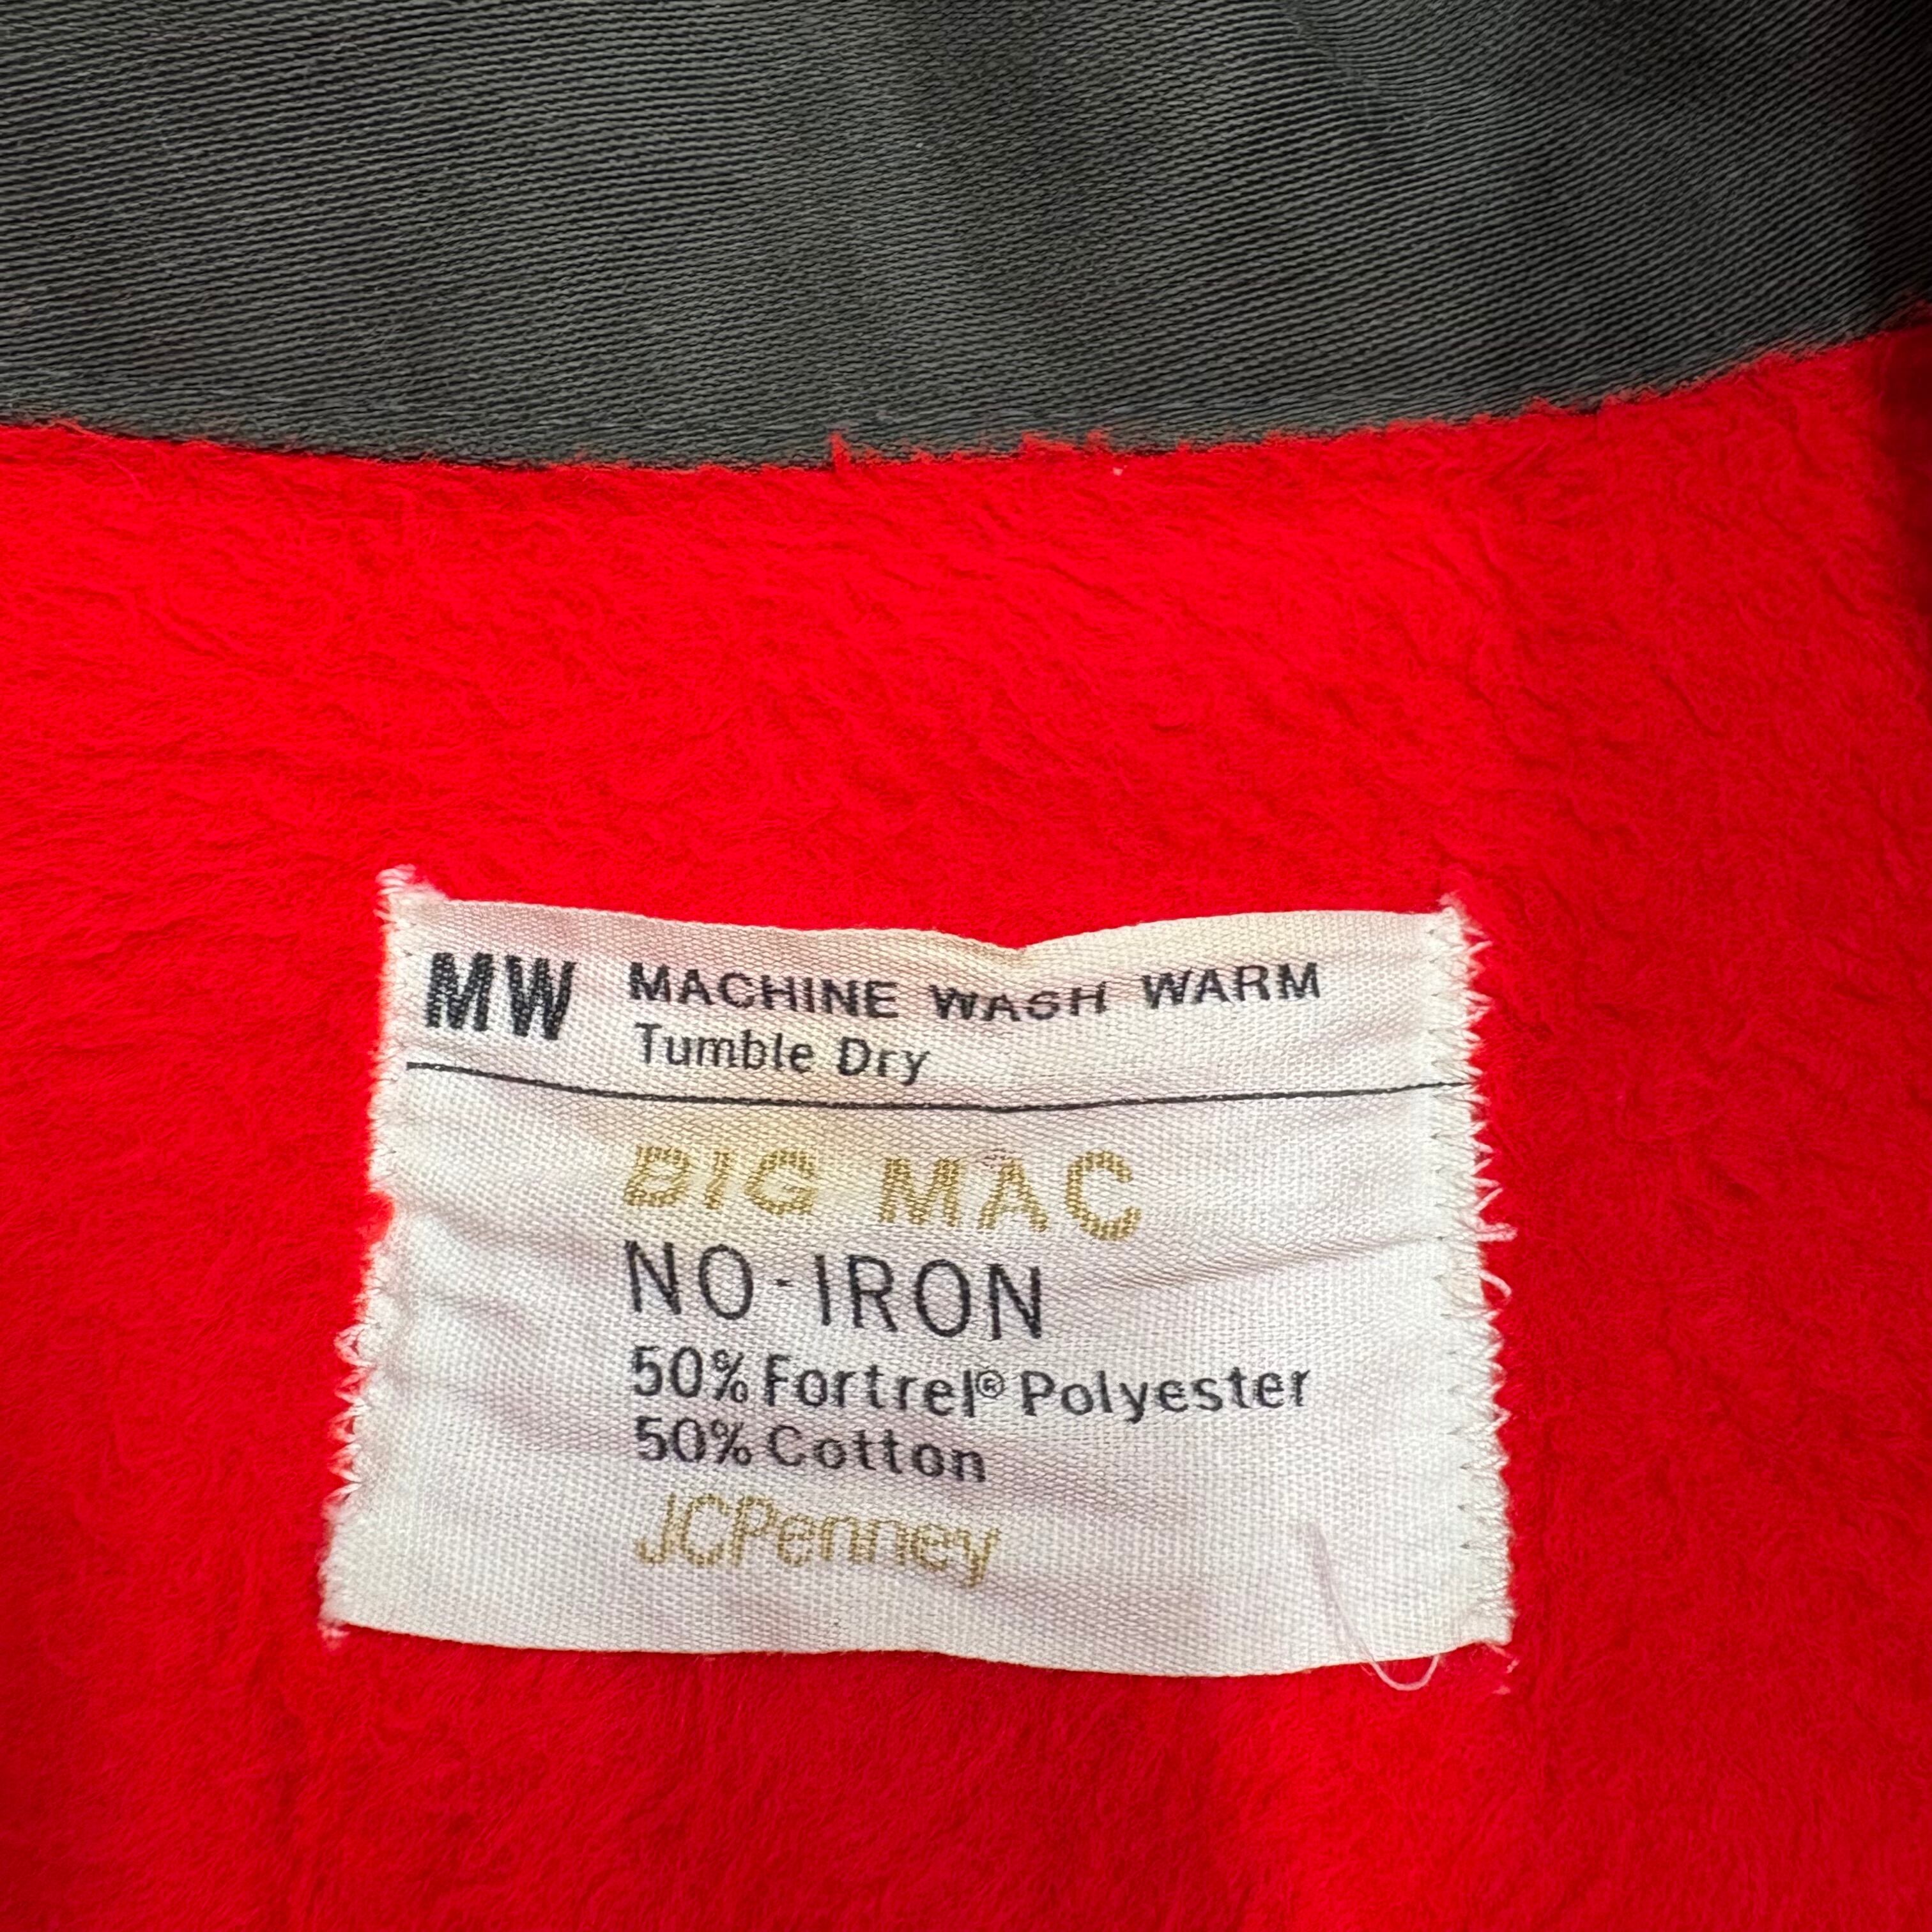 MW MACHINE WASH WARM
Tumble Dry
BIG MAC
NO-IRON
50% Fortrel® Polyester
50% Cotton
JCPenney